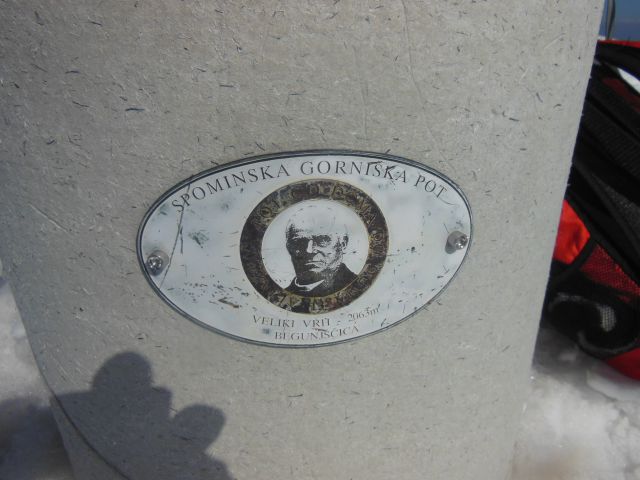 SPOMINSKA GORNIŠKA POT
VELIKI VRH - 2063m
BEGUNJŠČICA